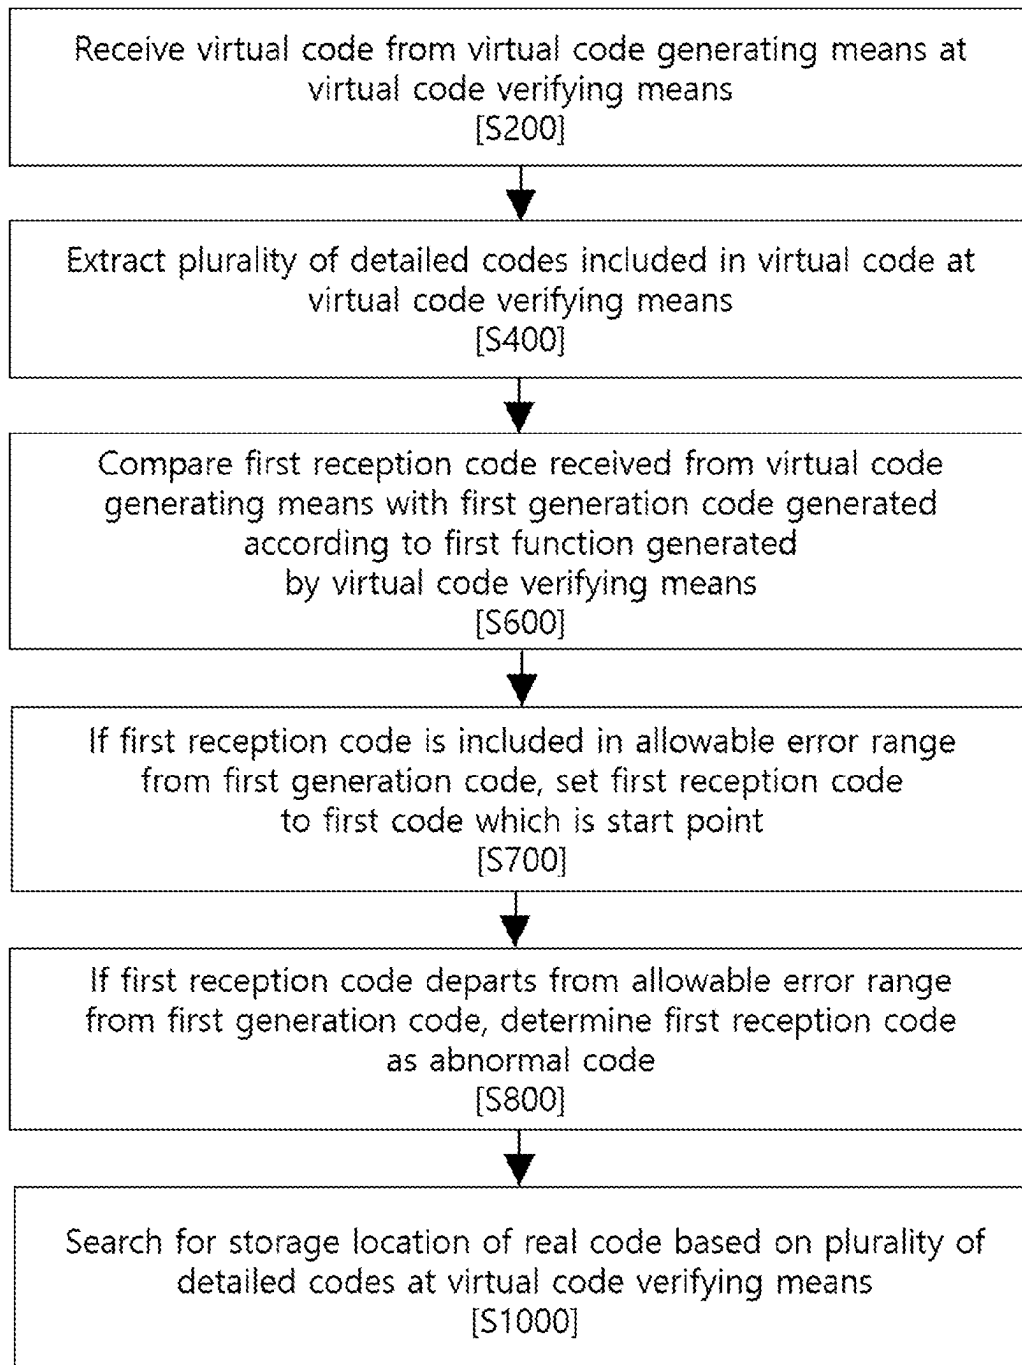 Receive virtual code from virtual code generating means at
virtual code verifying means
[S200]
Extract plurality of detailed codes included in virtual code at
virtual code verifying means
[S400]
Compare first reception code received from virtual code
generating means with first generation code generated
according to first function generated
by virtual code verifying means
[S600]
If first reception code is included in allowable error range
from first generation code, set first reception code
to first code which is start point
[S700]
If first reception code departs from allowable error range
from first generation code, determine first reception code
as abnormal code
[S800]
Search for storage location of real code based on plurality of
detailed codes at virtual code verifying means
[S1000]